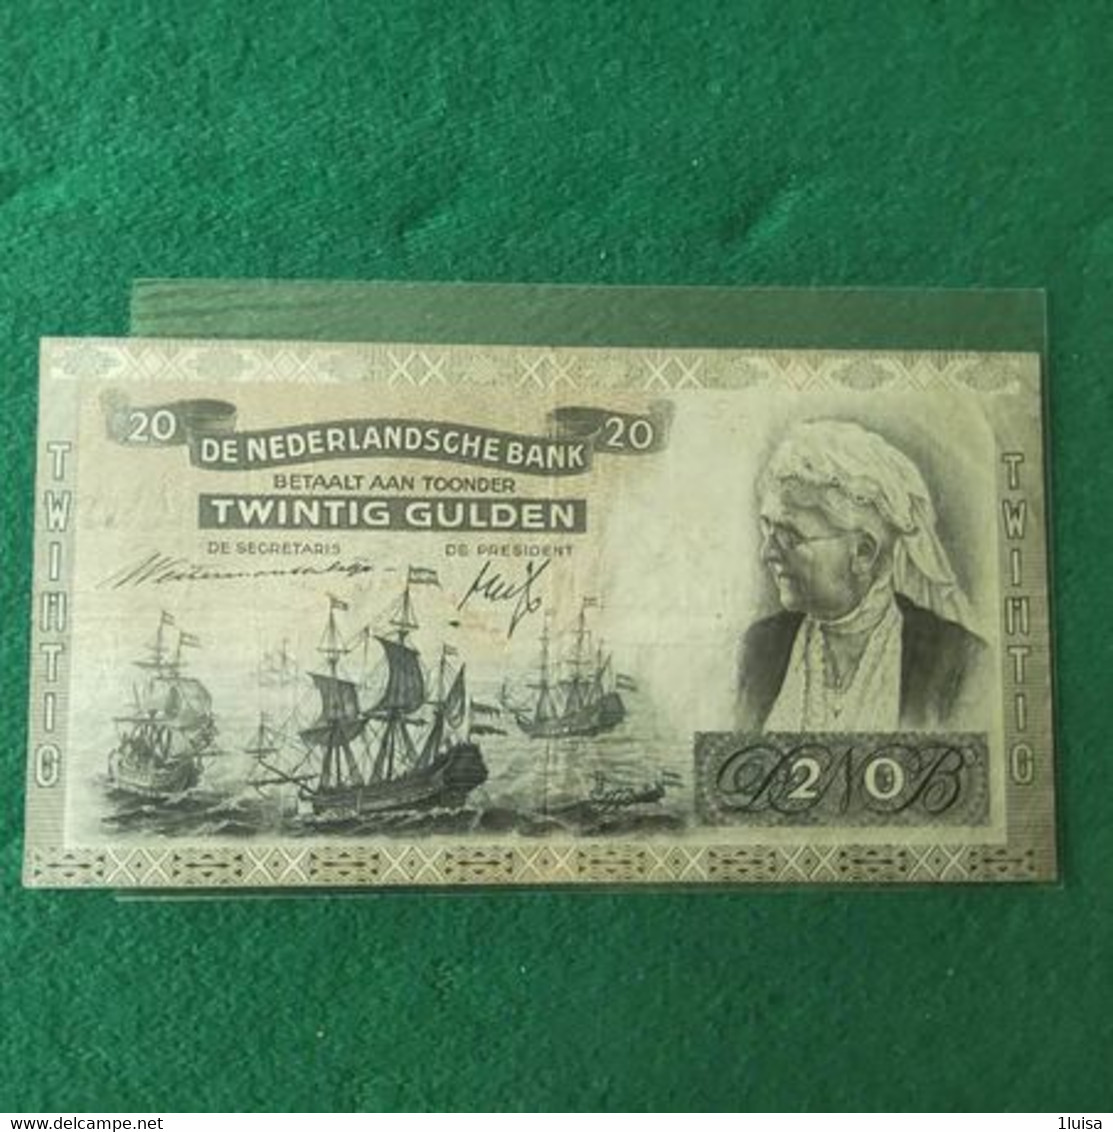 20 20
DE NEDERLANDSCHE BANK
BETAALT AAN TOONDER
TWINTIG GULDEN
DE SECRETARIS DE PRESIDENT
TWINTIG
TWINTIG
DNB
20
delcampe.net
1luisa